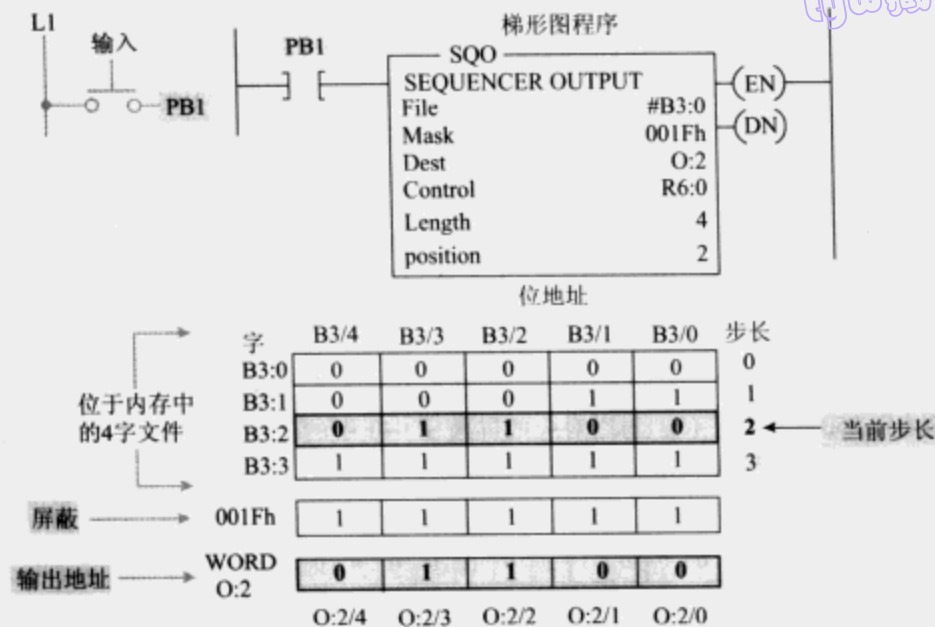 L1
输入
PB1
梯形图程序
PB1
SQO
SEQUENCER OUTPUT
File #B3:0
Mask 001Fh
Dest O:2
Control R6:0
Length 4
position 2
(EN)
(DN)
位地址
字 B3/4 B3/3 B3/2 B3/1 B3/0 步长
B3:0 0 0 0 0 0 0
B3:1 0 0 0 1 1 1
B3:2 0 1 1 0 0 2 当前步长
B3:3 1 1 1 1 1 3
位于内存中
的4字文件
屏蔽 001Fh 1 1 1 1 1
输出地址 WORD
O:2 0 1 1 0 0
O:2/4 O:2/3 O:2/2 O:2/1 O:2/0